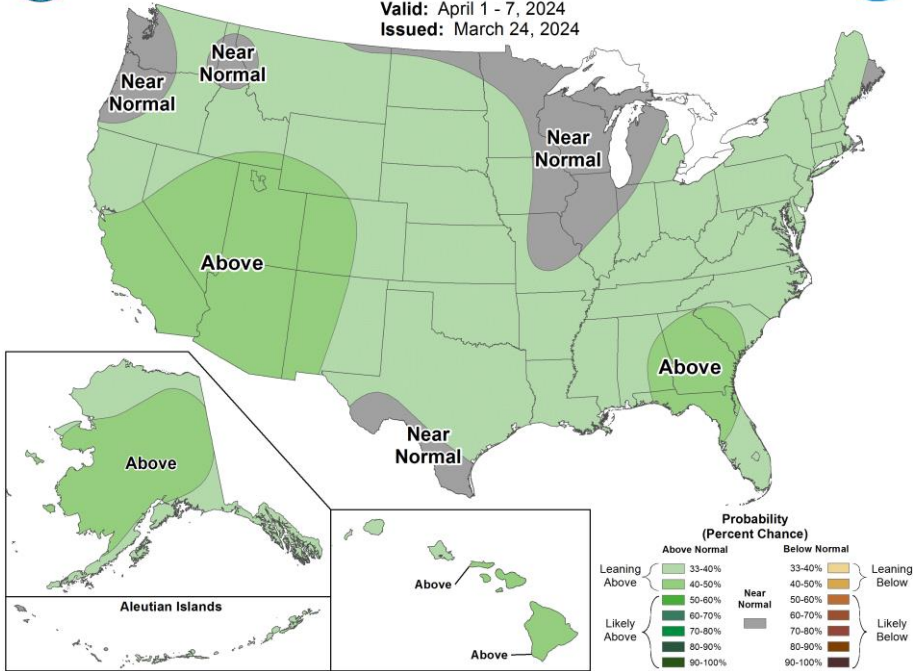 Valid: April 1 - 7, 2024
Issued: March 24, 2024
Near
Normal
Near
Normal
Near
Normal
Above
Above
Near
Normal
Above
Above
Above
Aleutian Islands
Probability
(Percent Chance)
Above Normal
Below Normal
Leaning
Above
33-40%
40-50%
Likely
Above
50-60%
60-70%
70-80%
80-90%
90-100%
Near
Normal
33-40%
40-50%
Leaning
Below
50-60%
60-70%
70-80%
80-90%
90-100%
Likely
Below